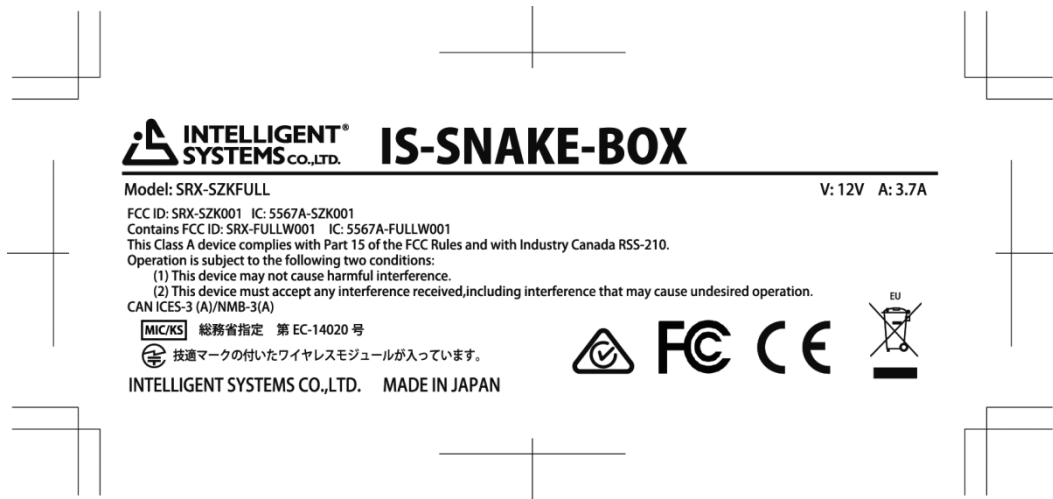 INTELLIGENT®
SYSTEMS CO.,LTD.
IS-SNAKE-BOX
Model: SRX-SZKFULL
V: 12V A: 3.7A
FCC ID: SRX-SZK001 IC: 5567A-SZK001
Contains FCC ID: SRX-FULLW001 IC: 5567A-FULLW001
This Class A device complies with Part 15 of the FCC Rules and with Industry Canada RSS-210.
Operation is subject to the following two conditions:
(1) This device may not cause harmful interference.
(2) This device must accept any interference received,including interference that may cause undesired operation.
CAN ICES-3 (A)/NMB-3(A)
MIC/KS 総務省指定 第 EC-14020 号
技適マークの付いたワイヤレスモジュールが入っています。
INTELLIGENT SYSTEMS CO.,LTD. MADE IN JAPAN
FC CE
EU